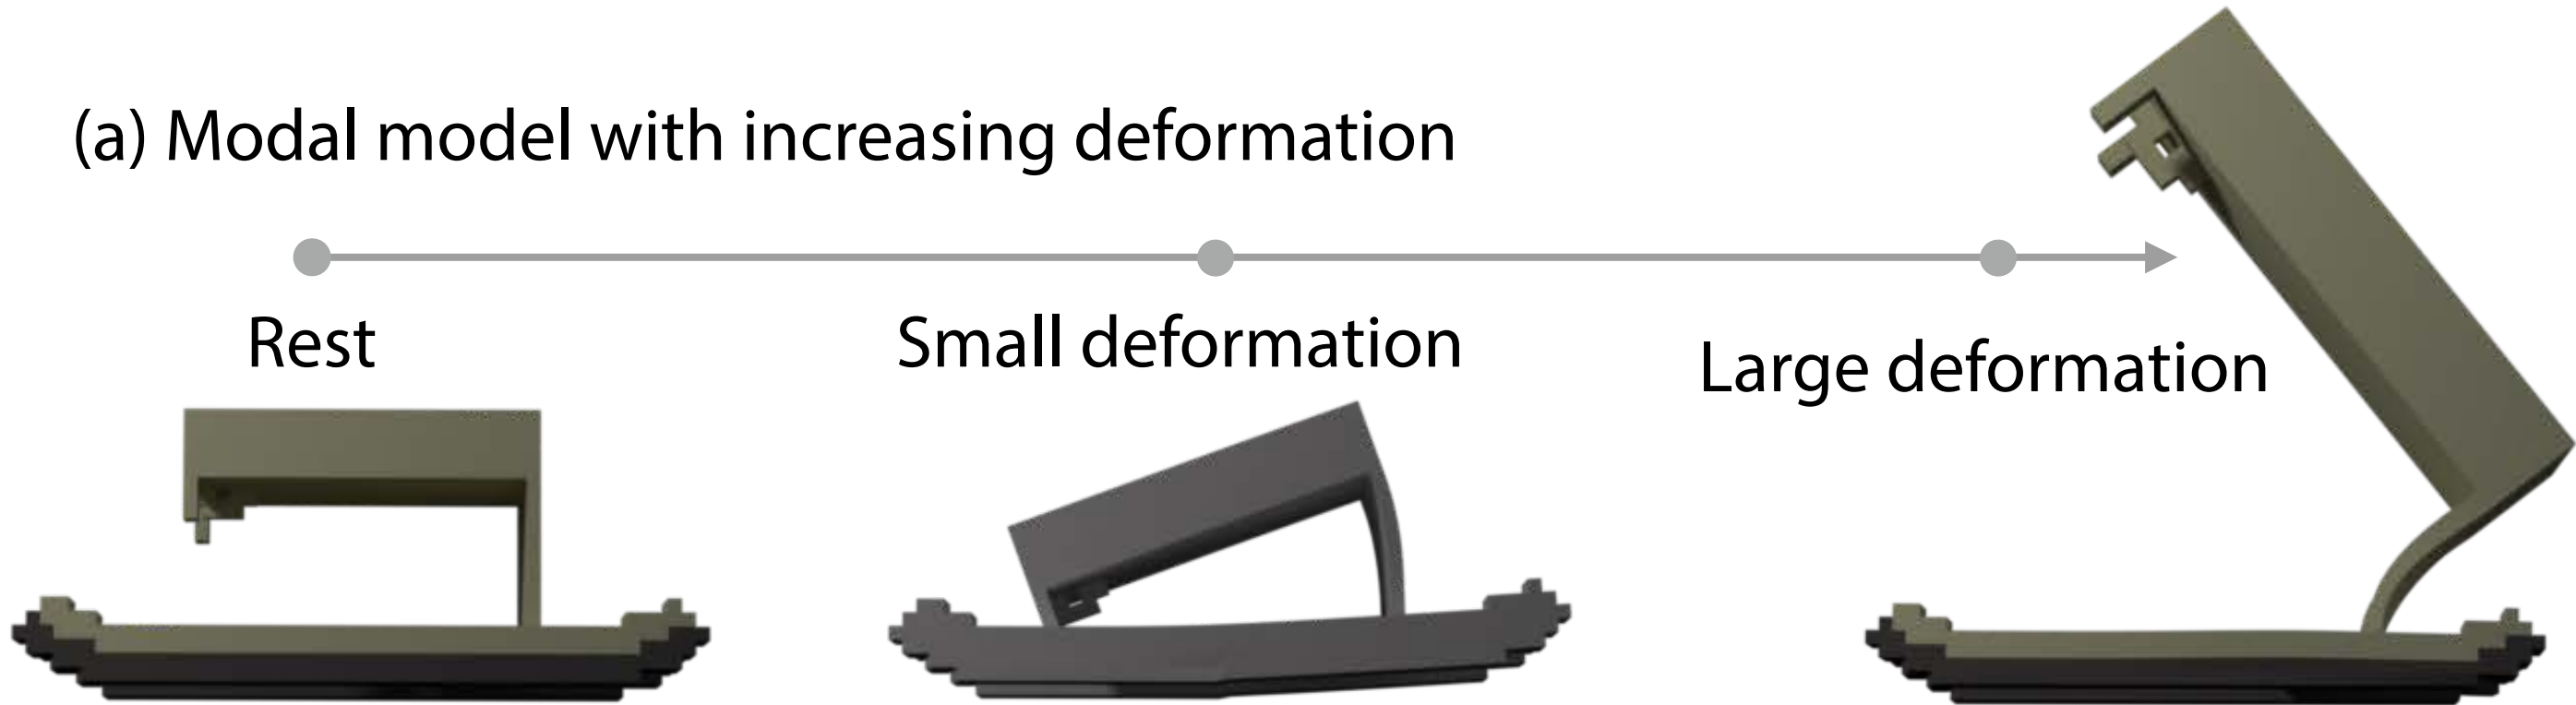 (a) Modal model with increasing deformation
Rest
Small deformation
Large deformation